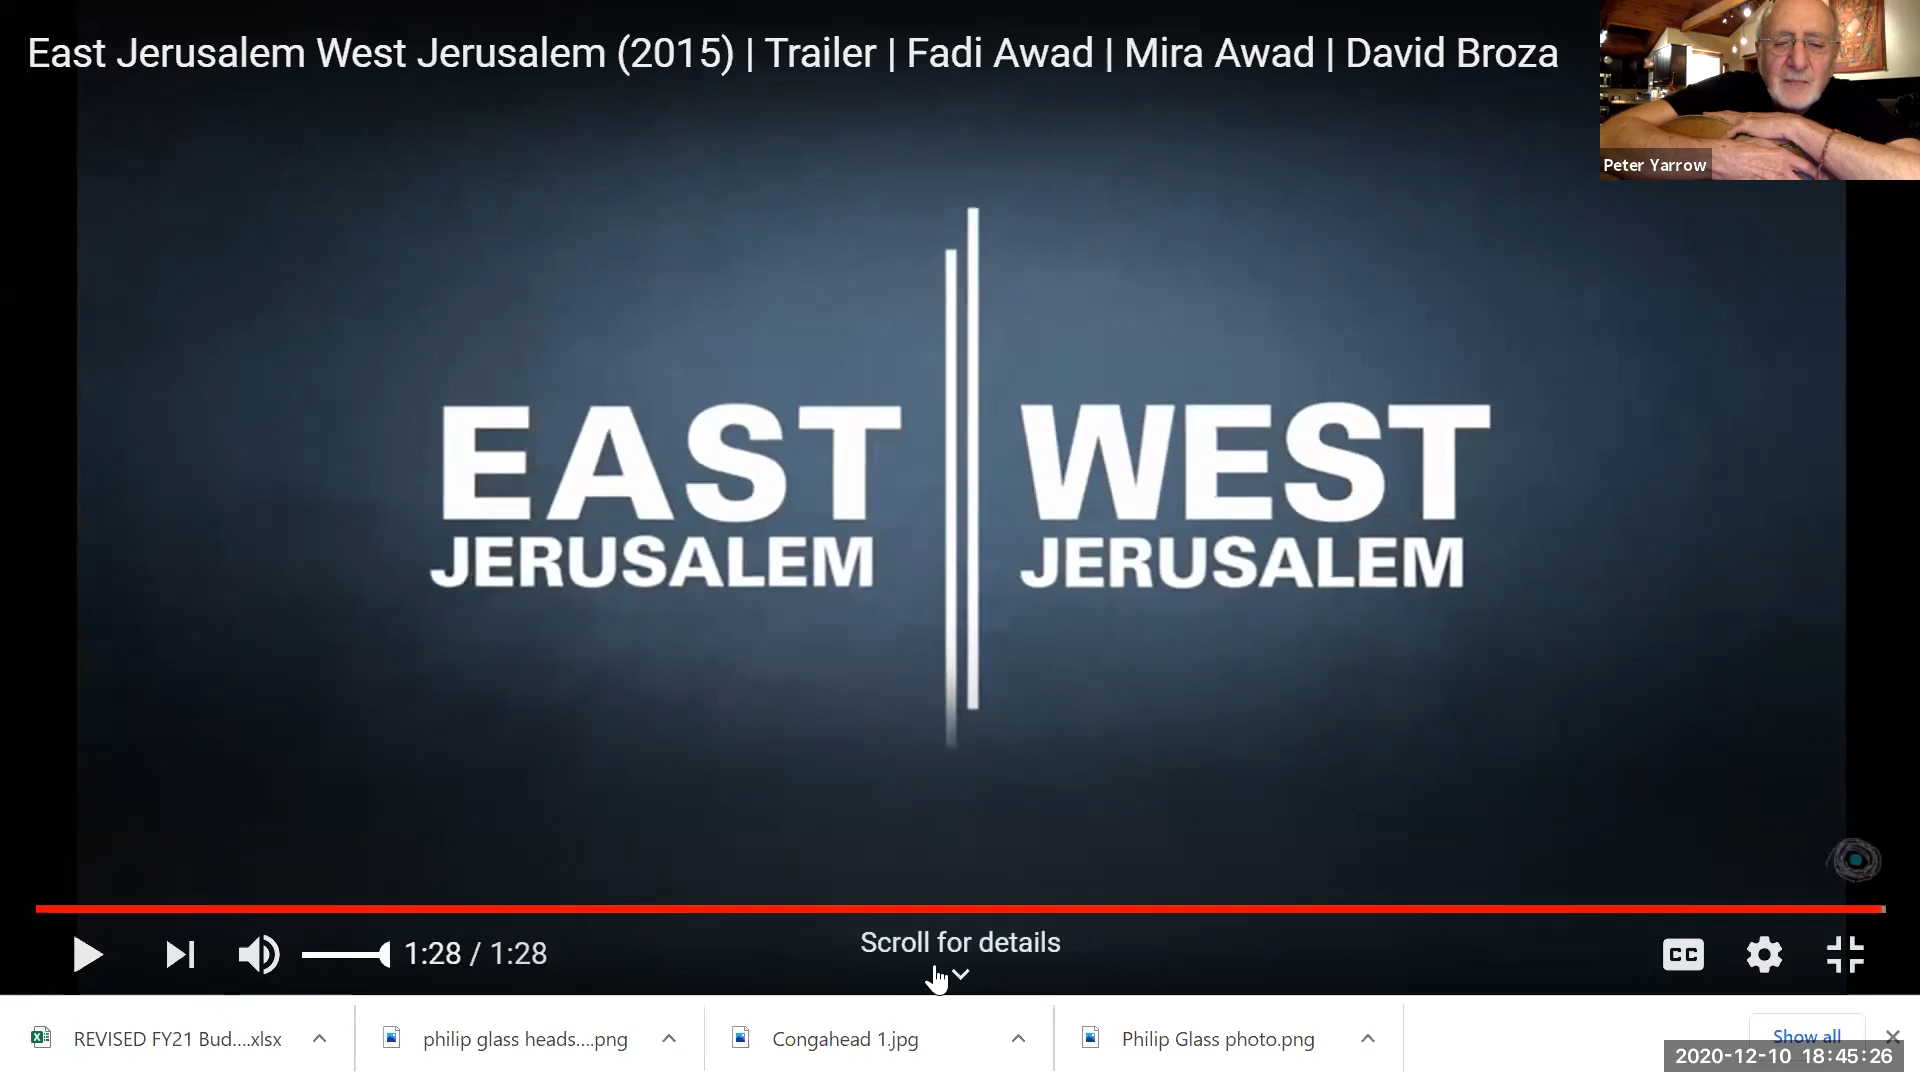 East Jerusalem West Jerusalem (2015) | Trailer | Fadi Awad | Mira Awad | David Broza
Peter Yarrow
EAST WEST
JERUSALEM JERUSALEM
1:28 / 1:28
Scroll for details
CC
REVISED FY21 Bud....xlsx
philip glass heads....png
Congahead 1.jpg
Philip Glass photo.png
Show all
2020-12-10 18:45:26